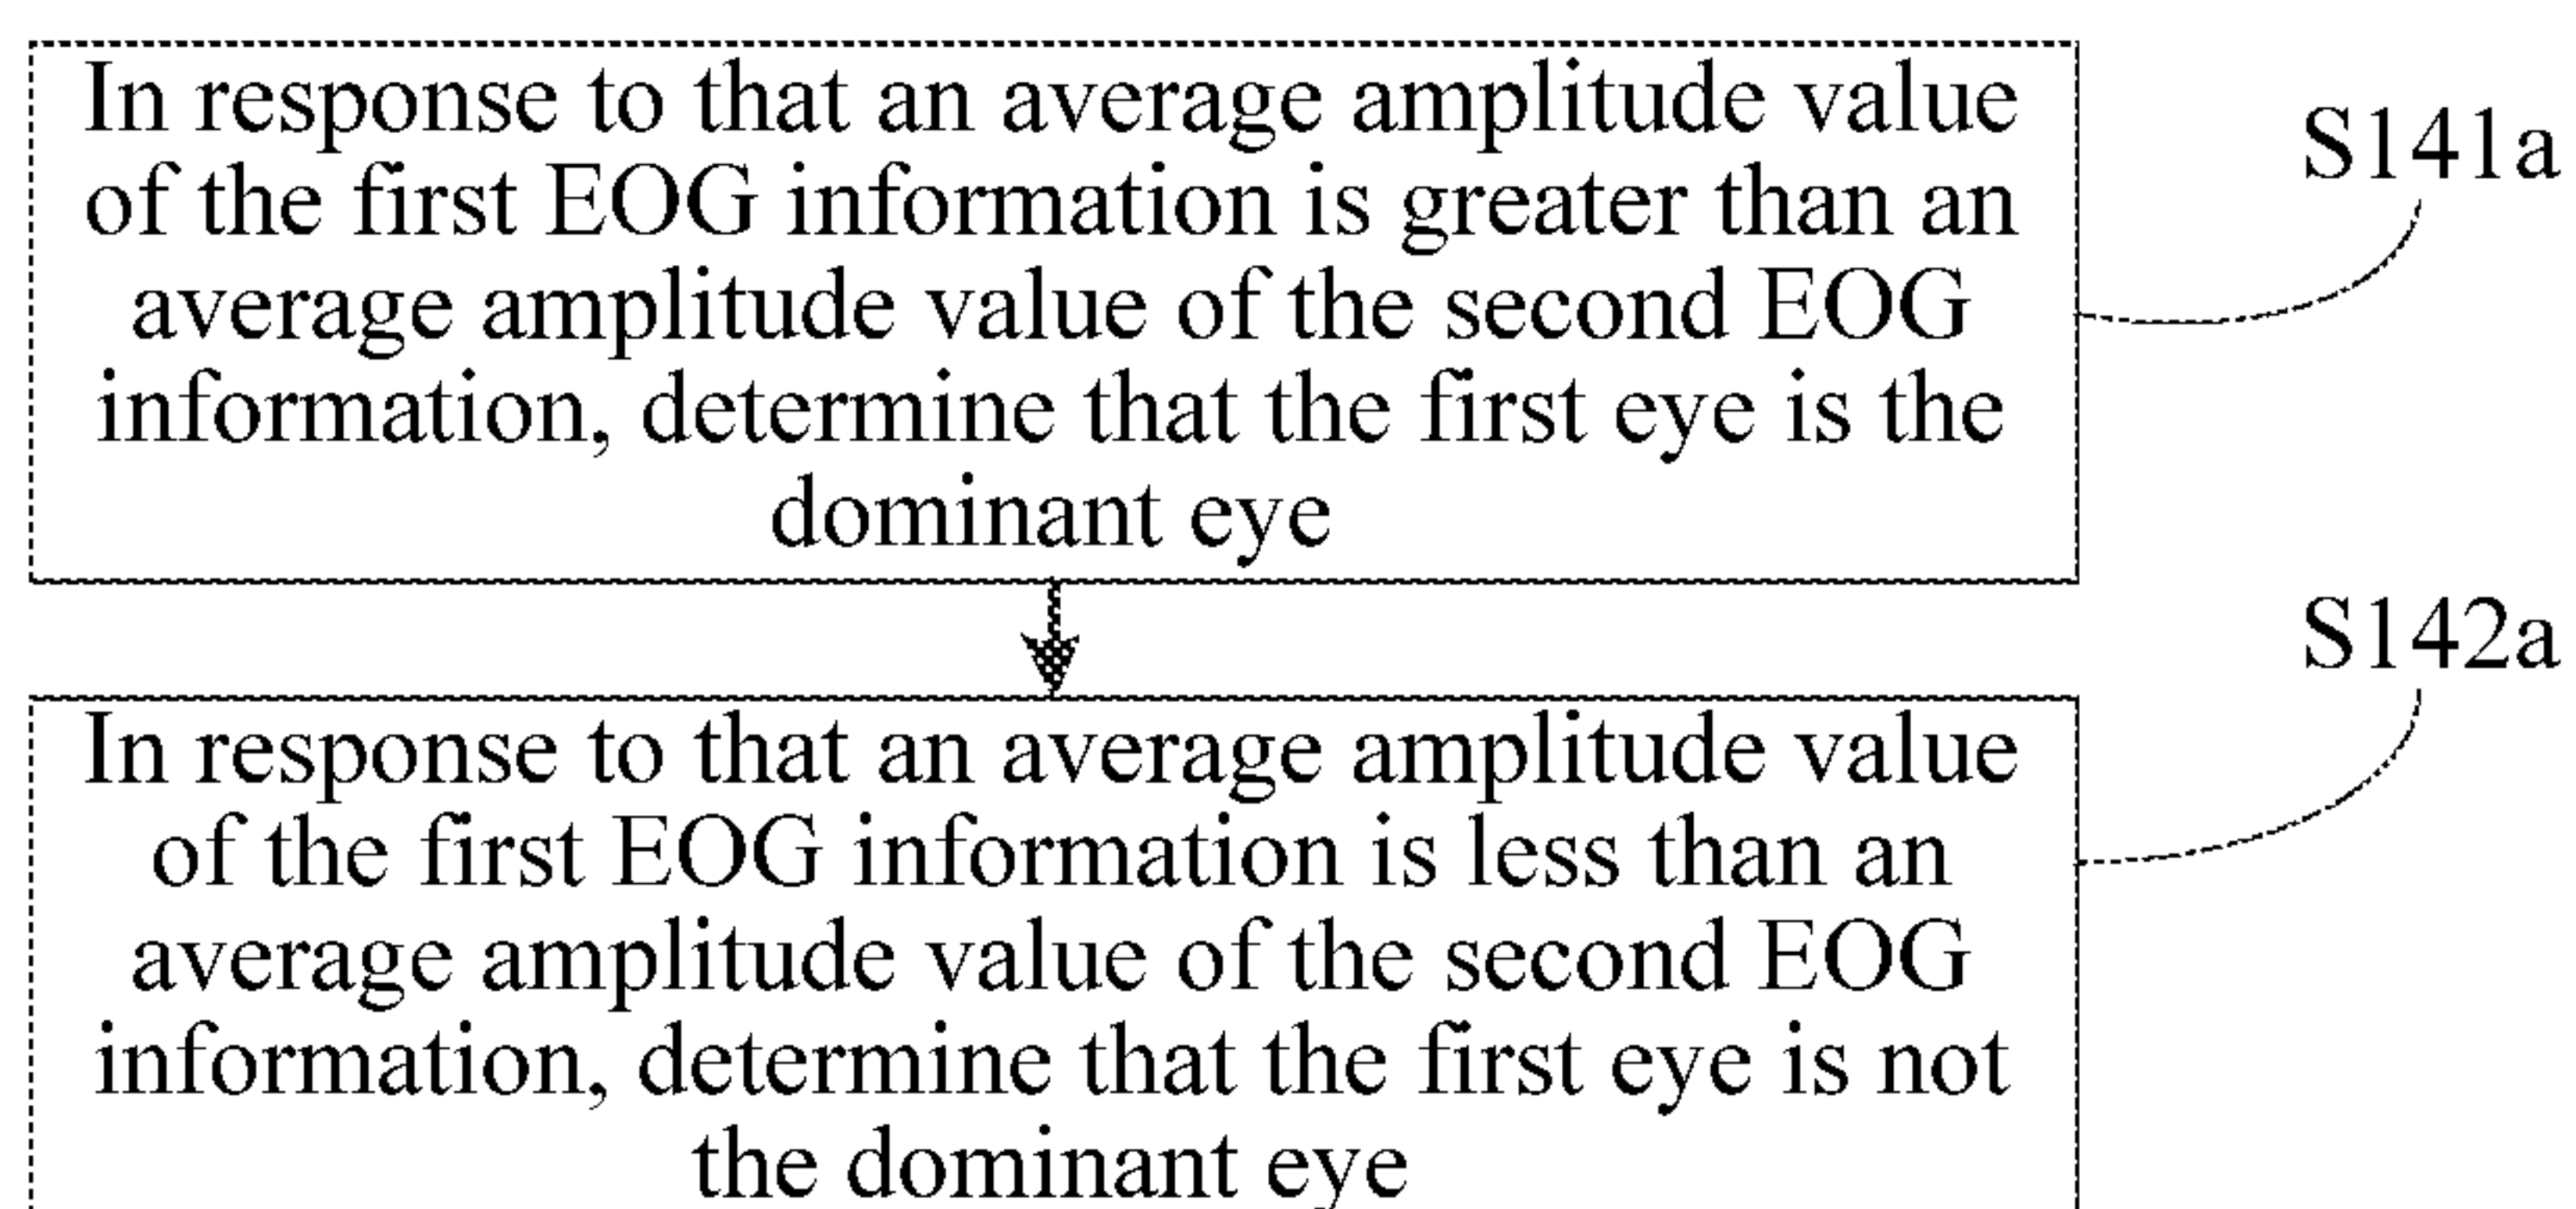 In response to that an average amplitude value
of the first EOG information is greater than an
average amplitude value of the second EOG
information, determine that the first eye is the
dominant eye
S141a
In response to that an average amplitude value
of the first EOG information is less than an
average amplitude value of the second EOG
information, determine that the first eye is not
the dominant eye
S142a